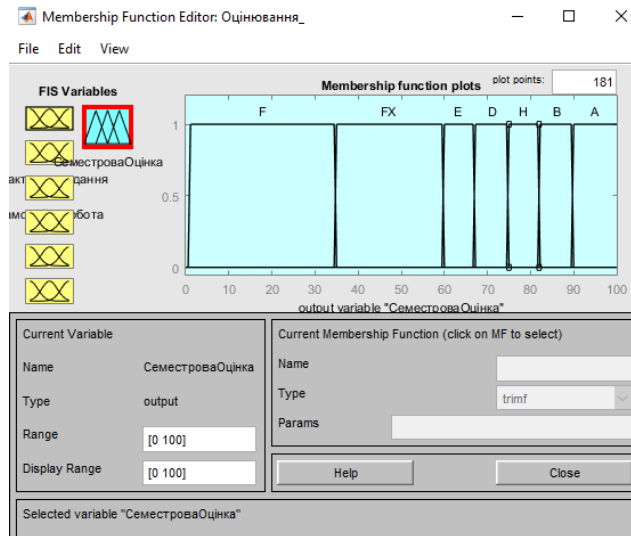 Membership Function Editor: Оцінювання_
File Edit View
FIS Variables
Membership function plots
plot points:
181
F FX E D H B A
1
0.5
0
СеместроваОцінка
0 10 20 30 40 50 60 70 80 90 100
output variable "СеместроваОцінка"
Current Variable
Name СеместроваОцінка
Type output
Range [0 100]
Display Range [0 100]
Current Membership Function (click on MF to select)
Name
Type trimf
Params
Help Close
Selected variable "СеместроваОцінка"